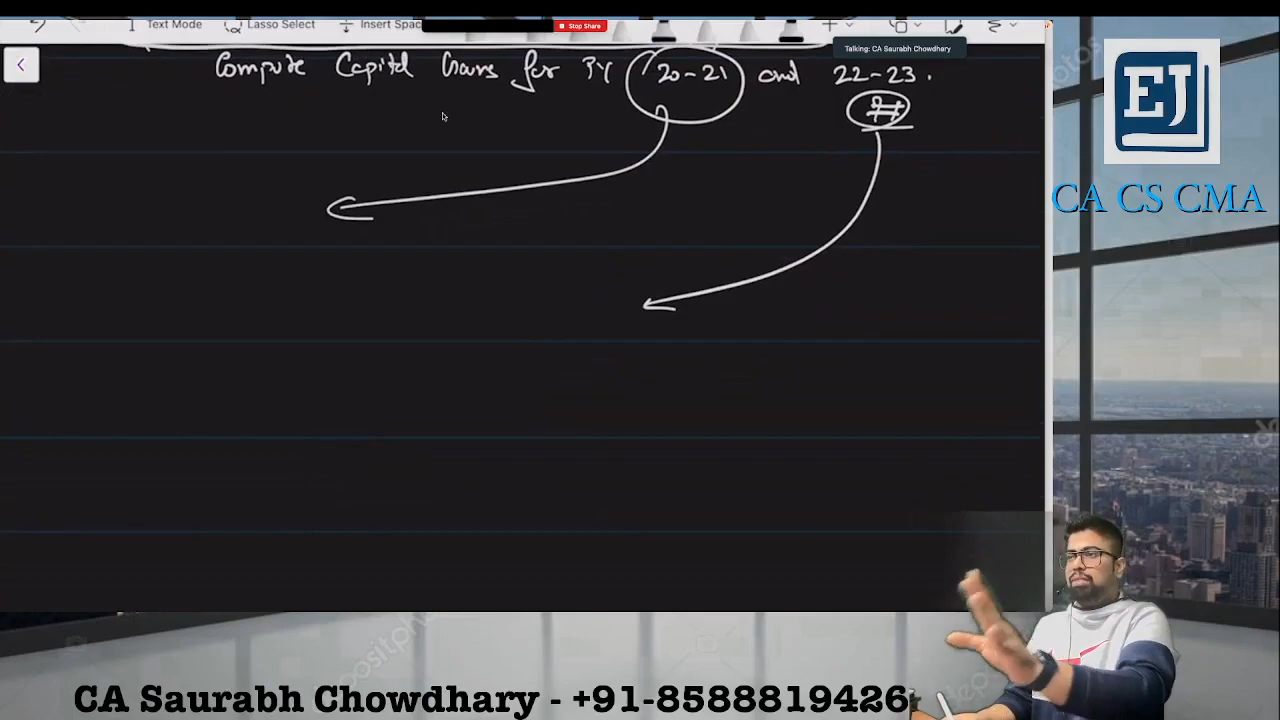 Text Mode Lasso Select Insert Spac Stop Share
Talking: CA Saurabh Chowdhary
Compute Capital Gains for PY 20-21 and 22-23.
EJ
CA CS CMA
CA Saurabh Chowdhary - +91-8588819426